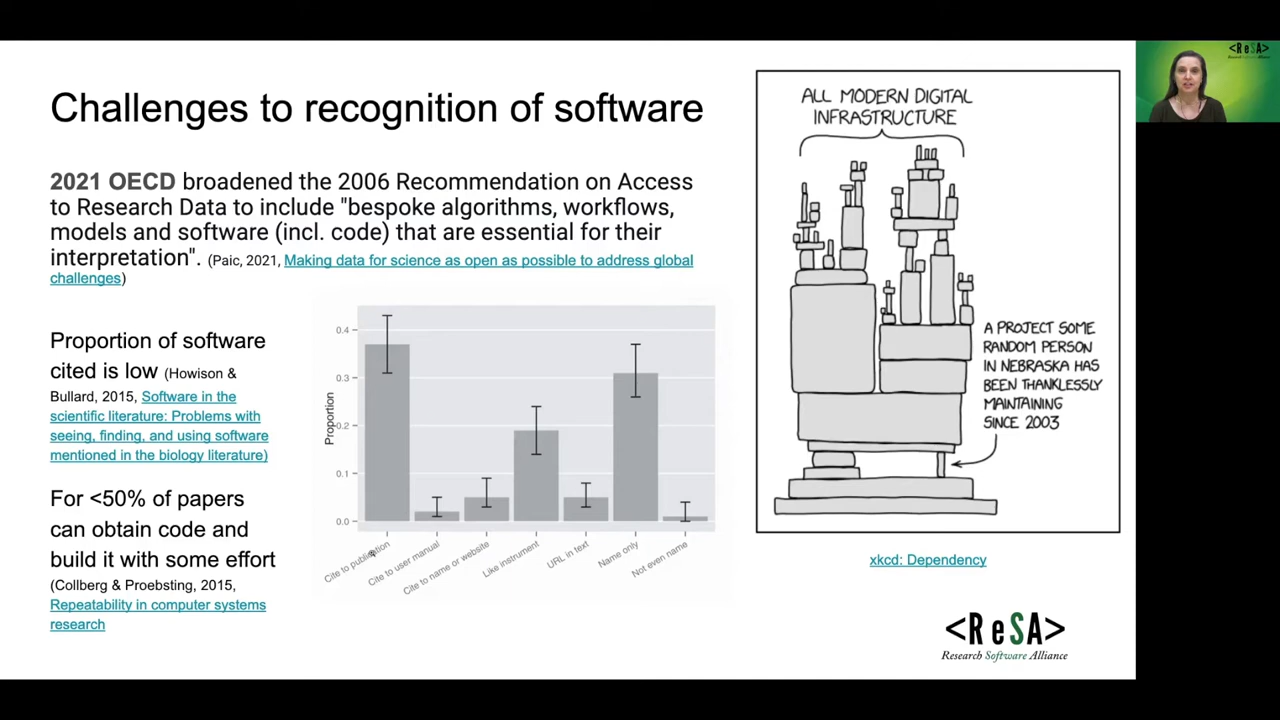 Challenges to recognition of software
2021 OECD broadened the 2006 Recommendation on Access
to Research Data to include "bespoke algorithms, workflows,
models and software (incl. code) that are essential for their
interpretation". (Paic, 2021, Making data for science as open as possible to address global
challenges)
Proportion of software
cited is low (Howison &
Bullard, 2015, Software in the
scientific literature: Problems with
seeing, finding, and using software
mentioned in the biology literature)
For <50% of papers
can obtain code and
build it with some effort
(Collberg & Proebsting, 2015,
Repeatability in computer systems
research
Proportion
0.4
0.3
0.2
0.1
0.0
Cite to publication
Cite to user manual
Cite to name or website
Like instrument
URL in text
Name only
Not even name
ALL MODERN DIGITAL
INFRASTRUCTURE
A PROJECT SOME
RANDOM PERSON
IN NEBRASKA HAS
BEEN THANKLESSLY
MAINTAINING
SINCE 2003
xkcd: Dependency
<ReSA>
Research Software Alliance
<ReSA>
Research Software Alliance